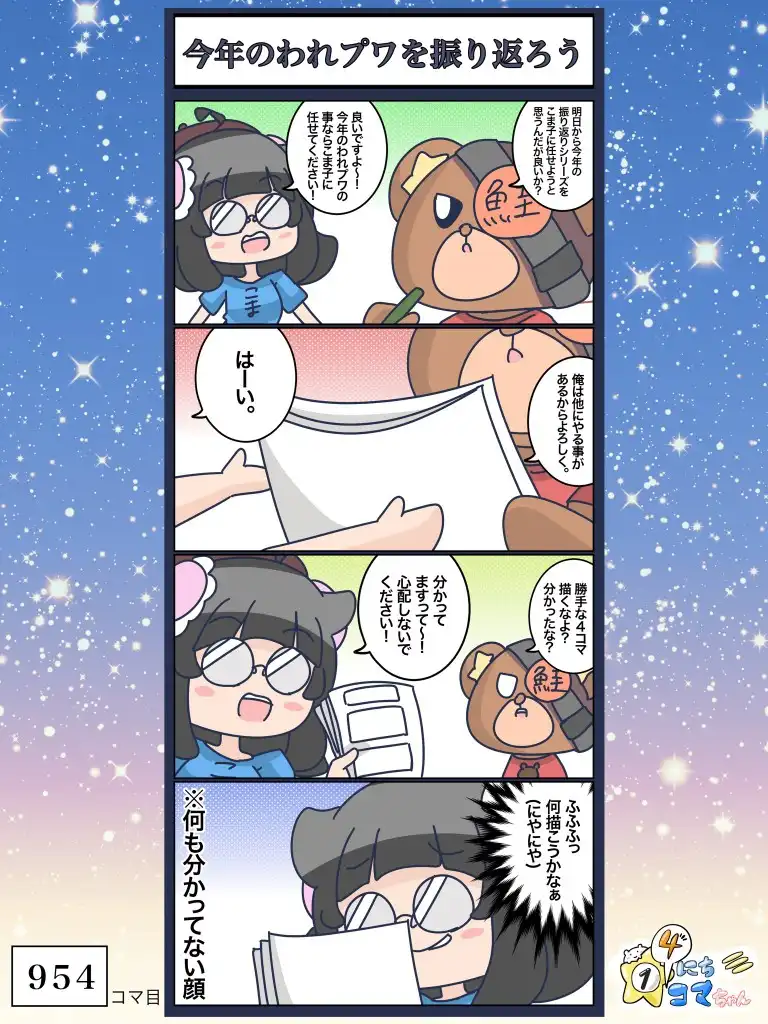 今年のわれプワを振り返ろう
明日から今年の
振り返りシリーズを
こま子に任せようと
思うんだが良いか?
鮭
良いですよ〜!
今年のわれプワの
事ならこま子に
任せてください!
こま
俺は他にやる事が
あるからよろしく。
はーい。
勝手な4コマ
描くなよ?
分かったな?
鮭
分かって
ますって〜!
心配しないで
ください!
ふふふっ
何描こうかなぁ
(にやにや)
※何も分かってない顔
954
コマ目
4
1
にち
コマちゃん